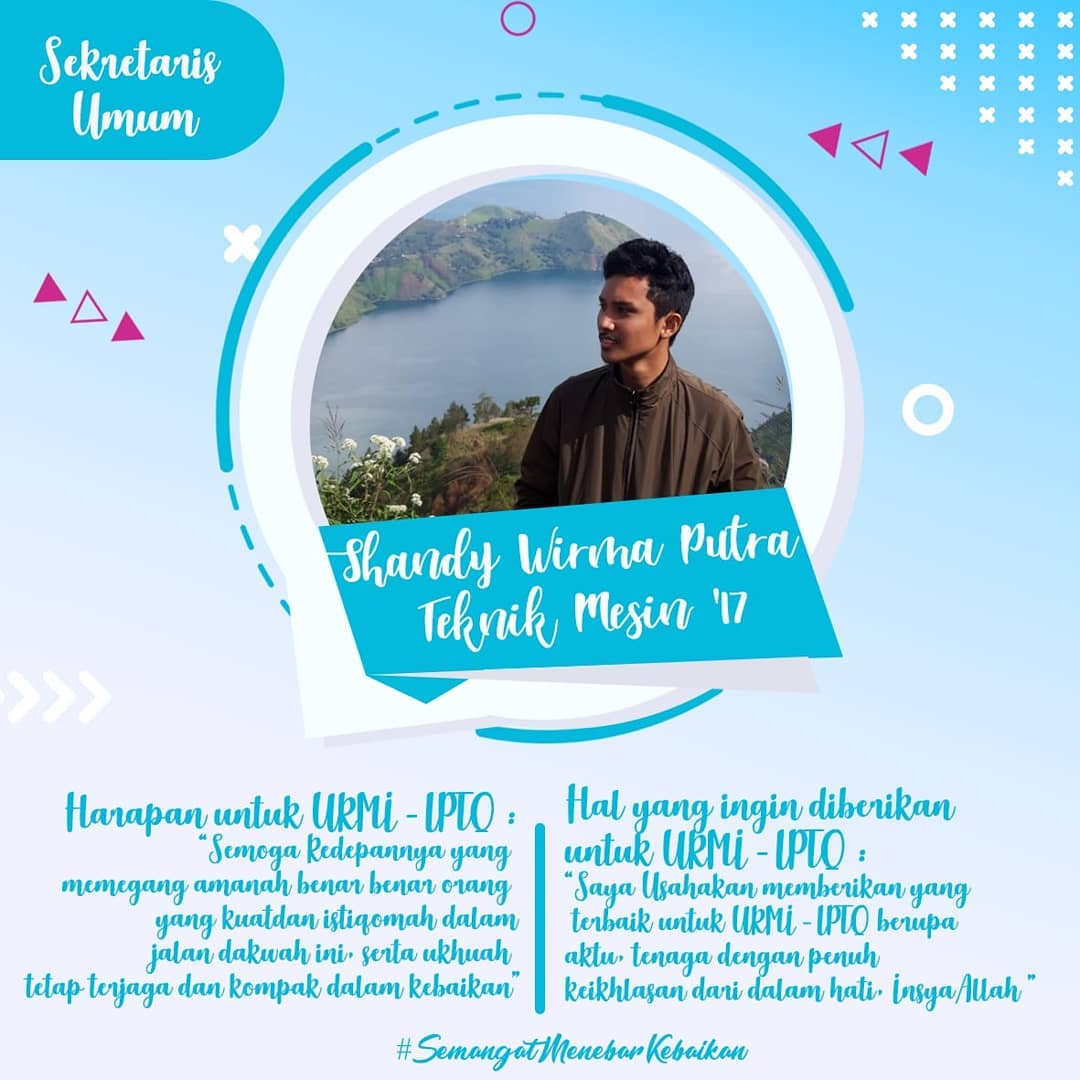 Sekretaris
Umum
Shandy Wirma Putra
Teknik Mesin '17
Harapan untuk URMI - LPTQ :
“Semoga Kedepannya yang
memegang amanah benar benar orang
yang kuatdan istiqomah dalam
jalan dakwah ini, serta ukhuah
tetap terjaga dan kompak dalam kebaikan”
Hal yang ingin diberikan
untuk URMI - LPTQ :
“Saya Usahakan memberikan yang
terbaik untuk URMI - LPTQ berupa
aktu, tenaga dengan penuh
keikhlasan dari dalam hati, InsyaAllah”
#SemangatMenebarKebaikan